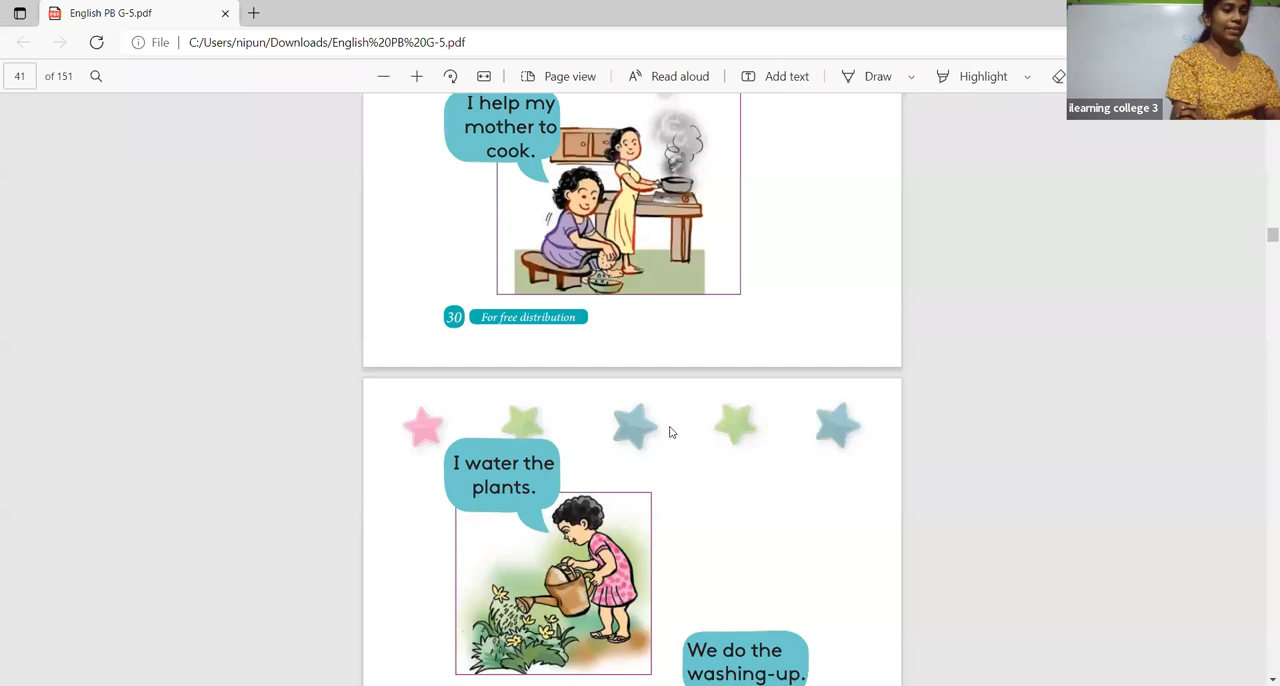 English PB G-5.pdf
File
C:/Users/nipun/Downloads/English%20PB%20G-5.pdf
41 of 151
Page view
Read aloud
Add text
Draw
Highlight
ilearning college 3
I help my
mother to
cook.
30 For free distribution
I water the
plants.
We do the
washing-up.